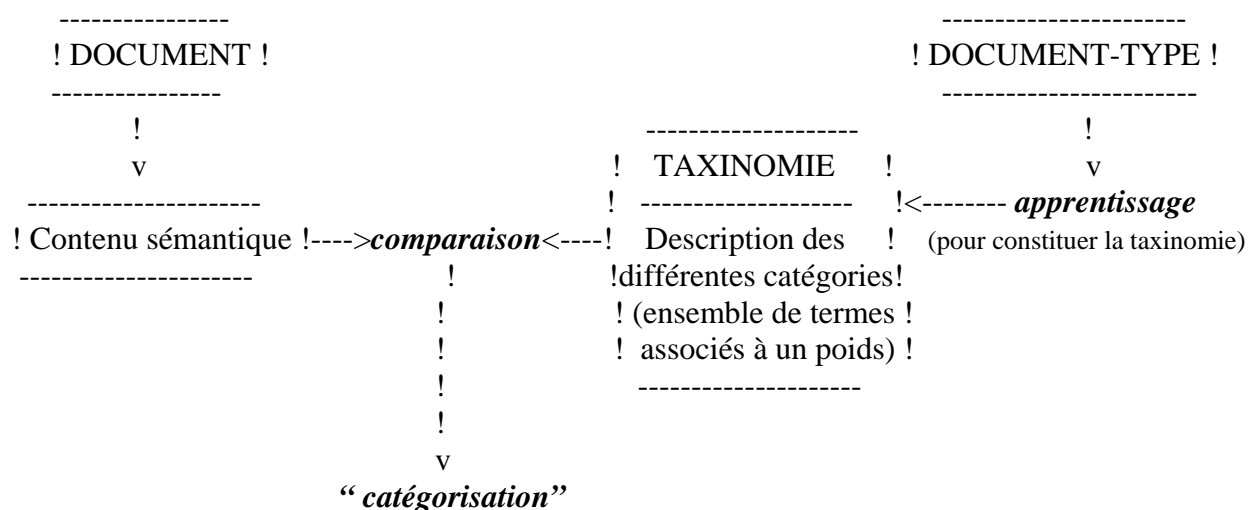 ----------------                                                                -----------------------
! DOCUMENT !                                                                ! DOCUMENT-TYPE !
----------------                                                                ------------------------
!                                        --------------------                     !
v                                        ! TAXINOMIE !                     v
---------------------- ! -------------------- !<-------- apprentissage
! Contenu sémantique !---->comparaison<----! Description des ! (pour constituer la taxinomie)
---------------------- ! !différentes catégories!
! ! (ensemble de termes !
! ! associés à un poids) !
! ---------------------
!
v
“ catégorisation”